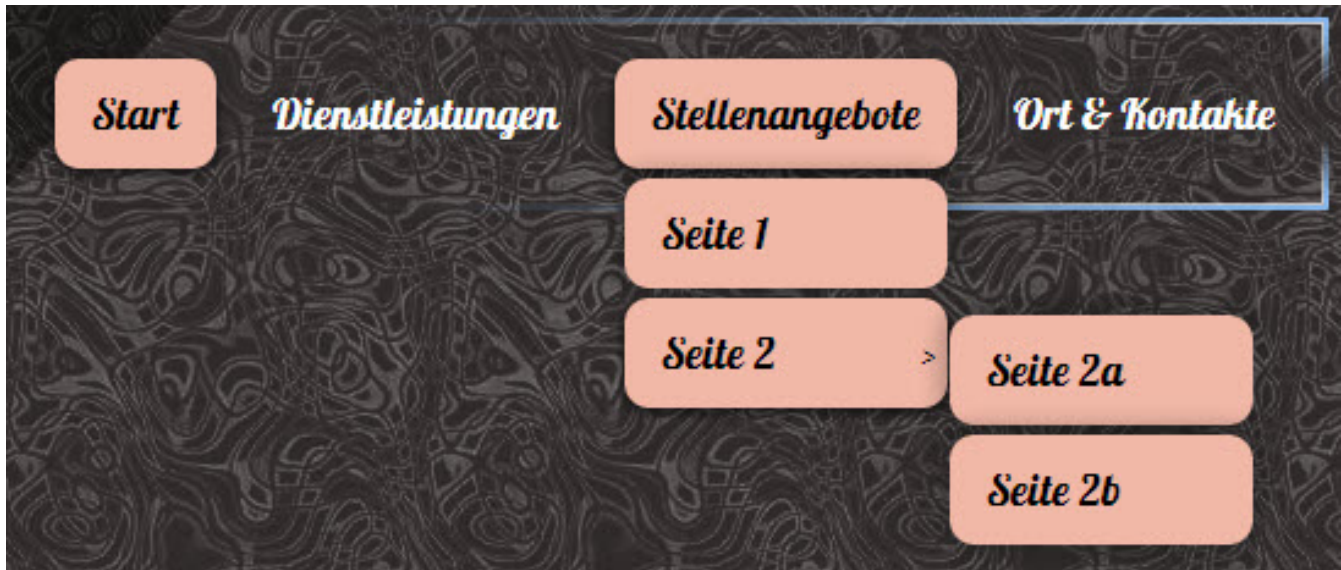 Start Dienstleistungen Stellenangebote Ort & Kontakte
Seite 1
Seite 2 >
Seite 2a
Seite 2b